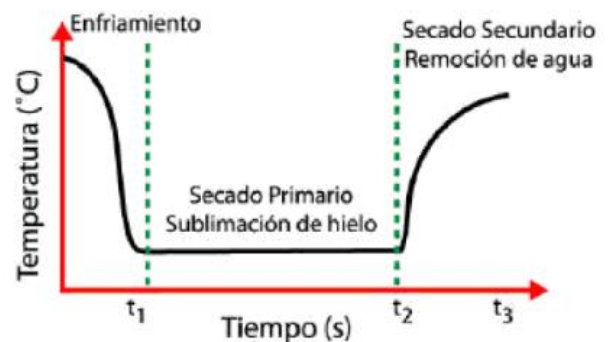 Enfriamiento
Secado Secundario
Remoción de agua
Temperatura (°C)
Secado Primario
Sublimación de hielo
t1
t2
t3
Tiempo (s)